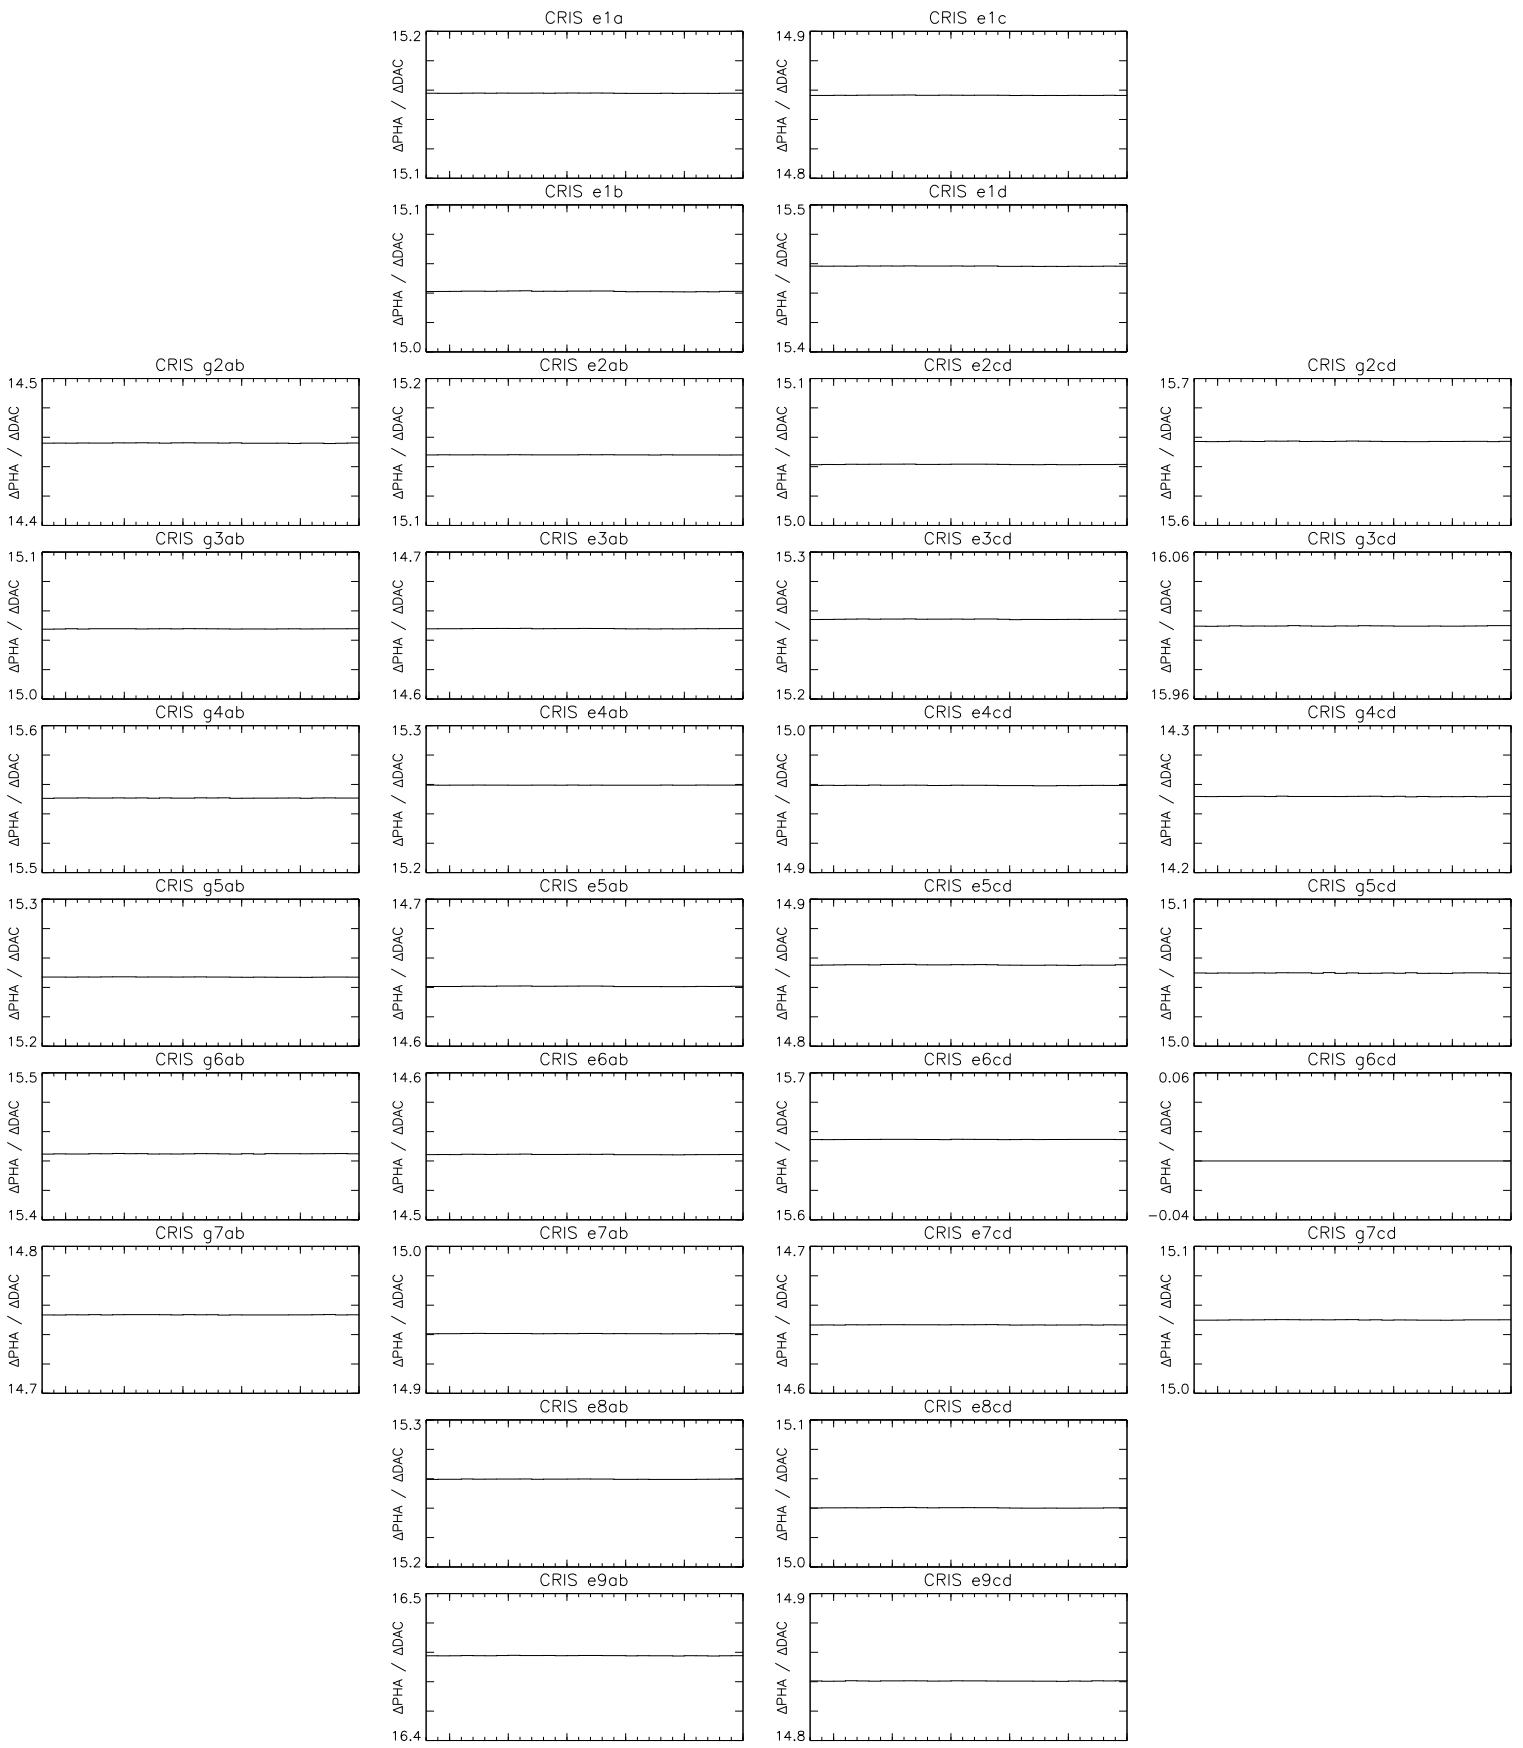 CRIS e1a
15.2
ΔPHA / ΔDAC
15.1
CRIS e1c
14.9
ΔPHA / ΔDAC
14.8
CRIS e1b
15.1
ΔPHA / ΔDAC
15.0
CRIS e1d
15.5
ΔPHA / ΔDAC
15.4
CRIS g2ab
14.5
ΔPHA / ΔDAC
14.4
CRIS e2ab
15.2
ΔPHA / ΔDAC
15.1
CRIS e2cd
15.1
ΔPHA / ΔDAC
15.0
CRIS g2cd
15.7
ΔPHA / ΔDAC
15.6
CRIS g3ab
15.1
ΔPHA / ΔDAC
15.0
CRIS e3ab
14.7
ΔPHA / ΔDAC
14.6
CRIS e3cd
15.3
ΔPHA / ΔDAC
15.2
CRIS g3cd
16.06
ΔPHA / ΔDAC
15.96
CRIS g4ab
15.6
ΔPHA / ΔDAC
15.5
CRIS e4ab
15.3
ΔPHA / ΔDAC
15.2
CRIS e4cd
15.0
ΔPHA / ΔDAC
14.9
CRIS g4cd
14.3
ΔPHA / ΔDAC
14.2
CRIS g5ab
15.3
ΔPHA / ΔDAC
15.2
CRIS e5ab
14.7
ΔPHA / ΔDAC
14.6
CRIS e5cd
14.9
ΔPHA / ΔDAC
14.8
CRIS g5cd
15.1
ΔPHA / ΔDAC
15.0
CRIS g6ab
15.5
ΔPHA / ΔDAC
15.4
CRIS e6ab
14.6
ΔPHA / ΔDAC
14.5
CRIS e6cd
15.7
ΔPHA / ΔDAC
15.6
CRIS g6cd
0.06
ΔPHA / ΔDAC
−0.04
CRIS g7ab
14.8
ΔPHA / ΔDAC
14.7
CRIS e7ab
15.0
ΔPHA / ΔDAC
14.9
CRIS e7cd
14.7
ΔPHA / ΔDAC
14.6
CRIS g7cd
15.1
ΔPHA / ΔDAC
15.0
CRIS e8ab
15.3
ΔPHA / ΔDAC
15.2
CRIS e8cd
15.1
ΔPHA / ΔDAC
15.0
CRIS e9ab
16.5
ΔPHA / ΔDAC
16.4
CRIS e9cd
14.9
ΔPHA / ΔDAC
14.8